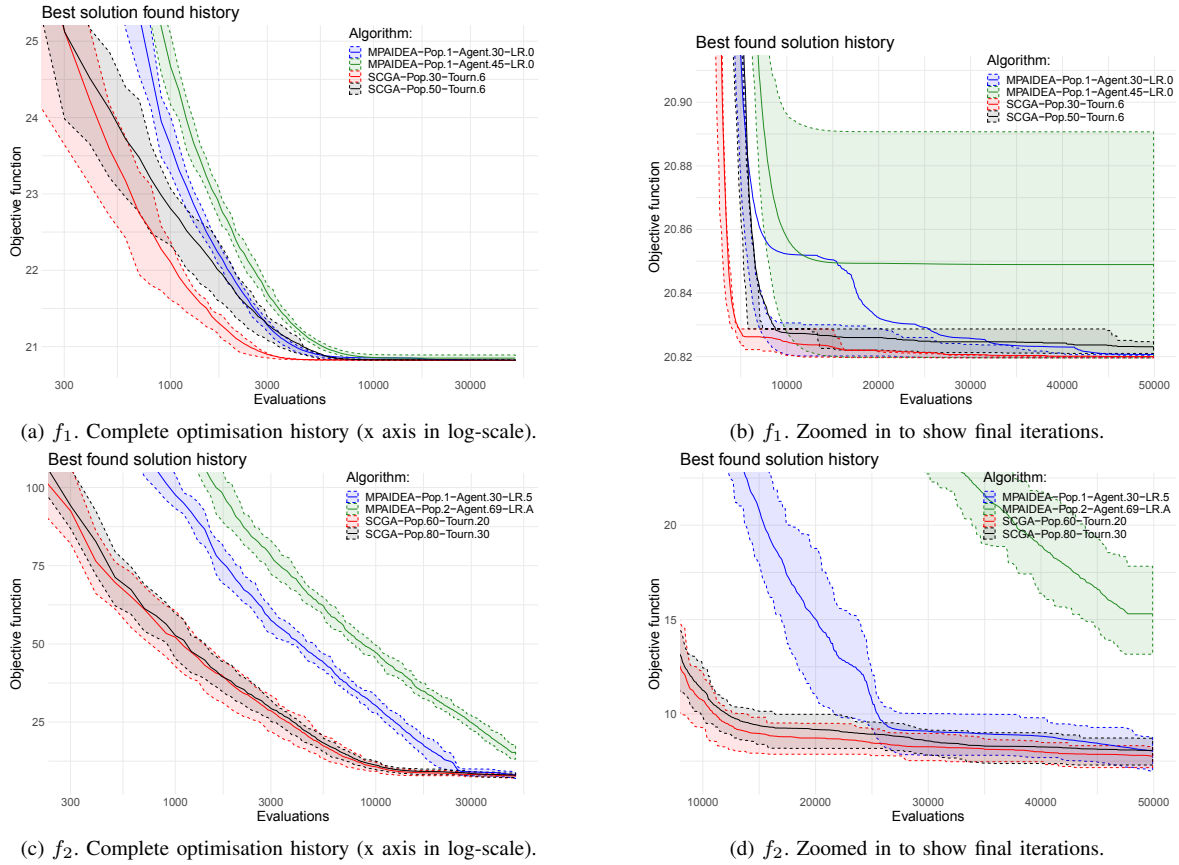 Best solution found history
Objective function
25
24
23
22
21
300
1000
3000
10000
30000
Evaluations
Algorithm:
MPAIDEA−Pop.1−Agent.30−LR.0
MPAIDEA−Pop.1−Agent.45−LR.0
SCGA−Pop.30−Tourn.6
SCGA−Pop.50−Tourn.6
(a) f1. Complete optimisation history (x axis in log-scale).
Best found solution history
Objective function
20.90
20.88
20.86
20.84
20.82
10000
20000
30000
40000
50000
Evaluations
Algorithm:
MPAIDEA−Pop.1−Agent.30−LR.0
MPAIDEA−Pop.1−Agent.45−LR.0
SCGA−Pop.30−Tourn.6
SCGA−Pop.50−Tourn.6
(b) f1. Zoomed in to show final iterations.
Best found solution history
Objective function
100
75
50
25
300
1000
3000
10000
30000
Evaluations
Algorithm:
MPAIDEA−Pop.1−Agent.30−LR.5
MPAIDEA−Pop.2−Agent.69−LR.A
SCGA−Pop.60−Tourn.20
SCGA−Pop.80−Tourn.30
(c) f2. Complete optimisation history (x axis in log-scale).
Best found solution history
Objective function
20
15
10
10000
20000
30000
40000
50000
Evaluations
Algorithm:
MPAIDEA−Pop.1−Agent.30−LR.5
MPAIDEA−Pop.2−Agent.69−LR.A
SCGA−Pop.60−Tourn.20
SCGA−Pop.80−Tourn.30
(d) f2. Zoomed in to show final iterations.